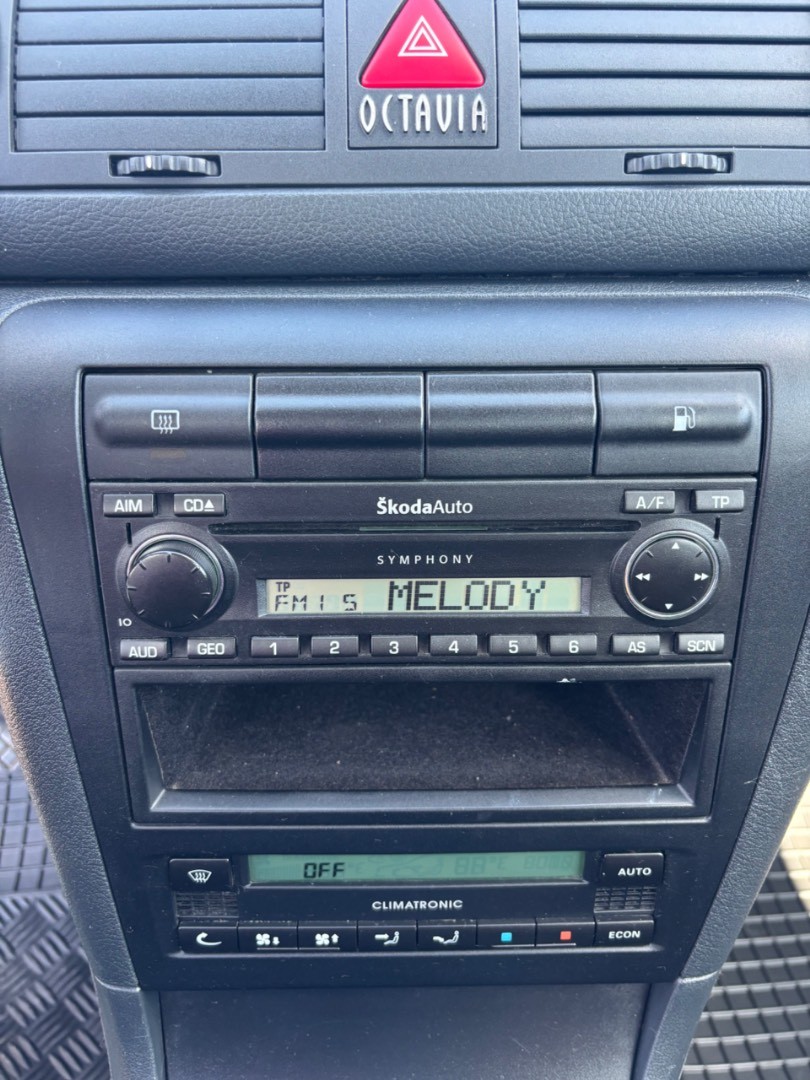 OCTAVIA
AIM CD ŠkodaAuto A/F TP
SYMPHONY
TP
FM1 5 MELODY
AUD GEO 1 2 3 4 5 6 AS SCN
OFF
AUTO
CLIMATRONIC
ECON